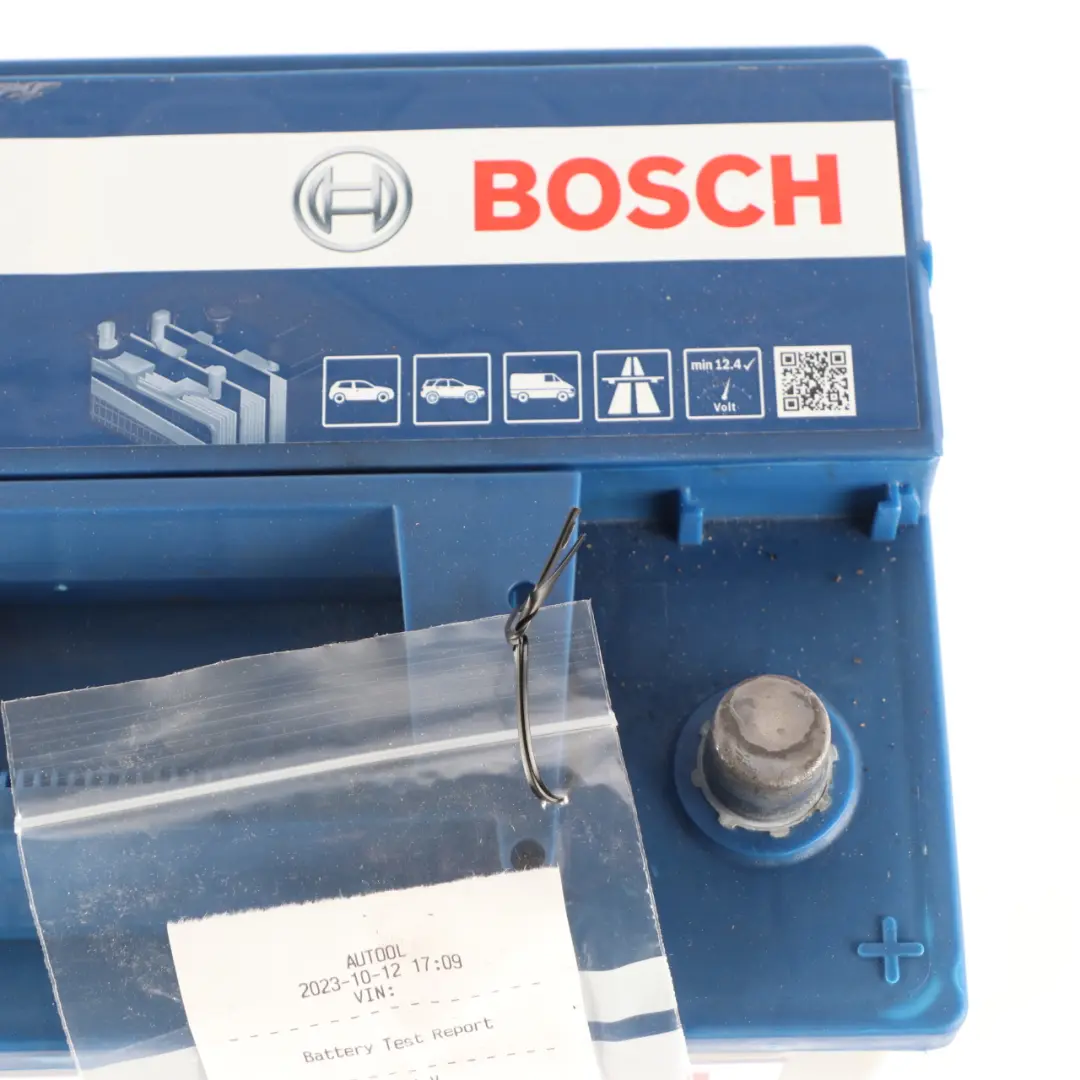 BOSCH
min 12.4✓
Volt
+
AUTOOL
2023-10-12 17:09
VIN:
Battery Test Report